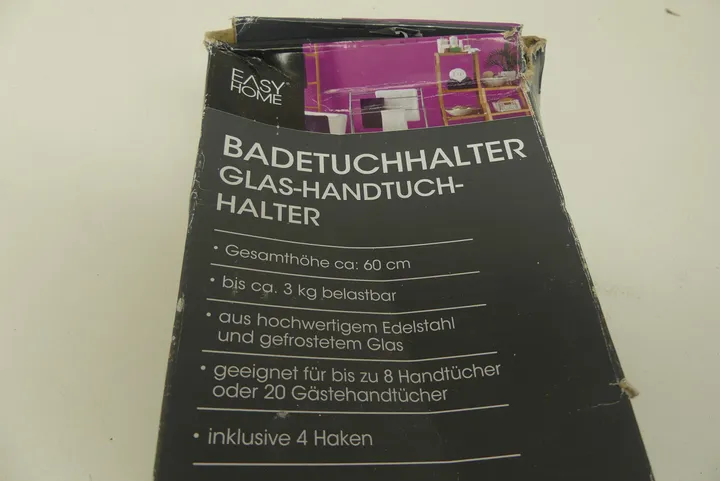 EASY
HOME
BADETUCHHALTER
GLAS-HANDTUCH-
HALTER
• Gesamthöhe ca: 60 cm
• bis ca. 3 kg belastbar
• aus hochwertigem Edelstahl
und gefrostetem Glas
• geeignet für bis zu 8 Handtücher
oder 20 Gästehandtücher
• inklusive 4 Haken